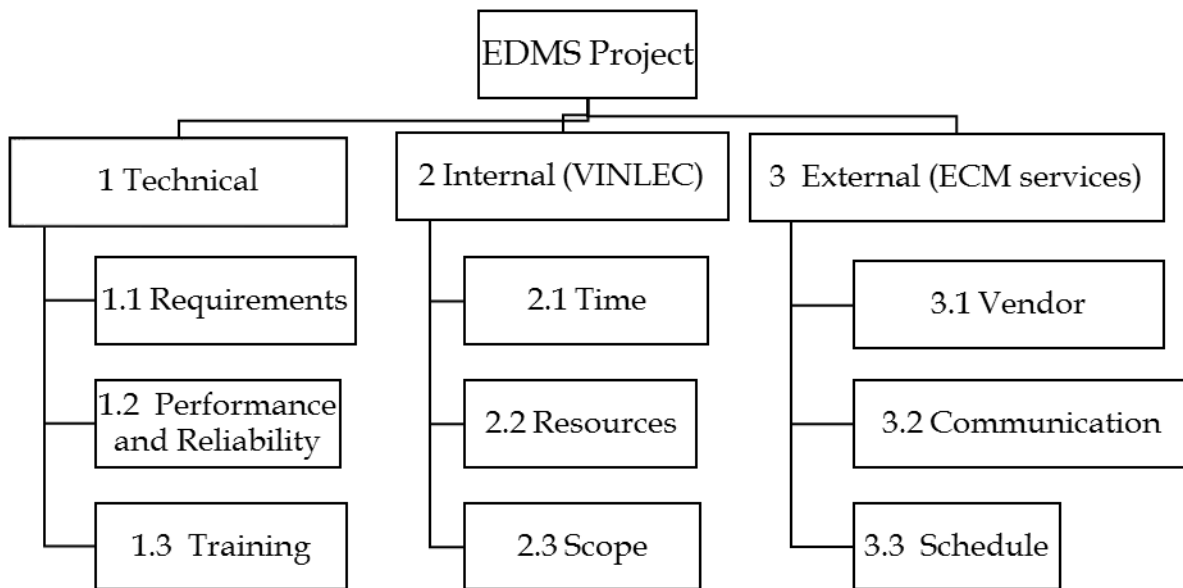 EDMS Project
1 Technical
2 Internal (VINLEC)
3 External (ECM services)
1.1 Requirements
2.1 Time
3.1 Vendor
1.2 Performance
and Reliability
2.2 Resources
3.2 Communication
1.3 Training
2.3 Scope
3.3 Schedule